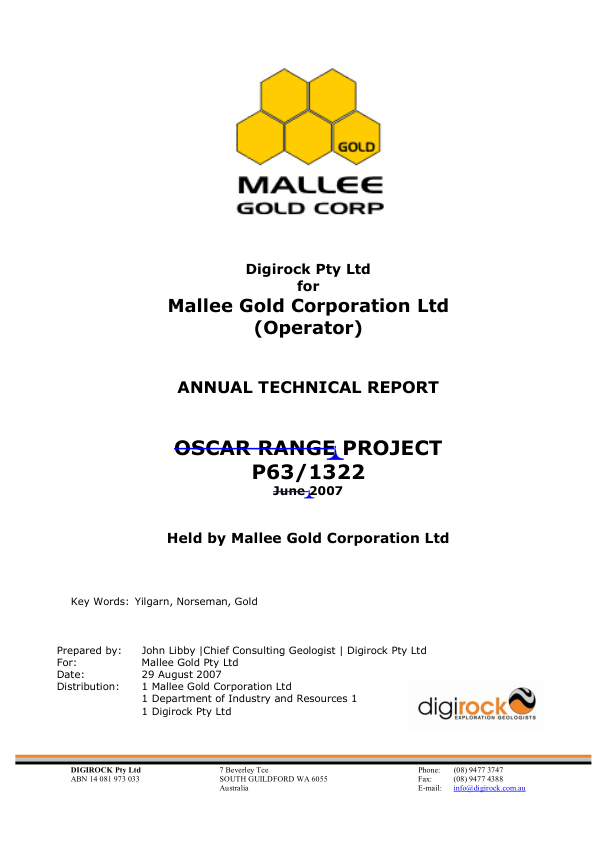 GOLD
MALLEE
GOLD CORP
Digirock Pty Ltd
for
Mallee Gold Corporation Ltd
(Operator)
ANNUAL TECHNICAL REPORT
OSCAR RANGE PROJECT
P63/1322
June 2007
Held by Mallee Gold Corporation Ltd
Key Words: Yilgarn, Norseman, Gold
Prepared by: John Libby |Chief Consulting Geologist | Digirock Pty Ltd
For: Mallee Gold Pty Ltd
Date: 29 August 2007
Distribution: 1 Mallee Gold Corporation Ltd
1 Department of Industry and Resources 1
1 Digirock Pty Ltd
digirock
EXPLORATION GEOLOGISTS
DIGIROCK Pty Ltd 7 Beverley Tce Phone: (08) 9477 3747
ABN 14 081 973 033 SOUTH GUILDFORD WA 6055 Fax: (08) 9477 4388
Australia E-mail: info@digirock.com.au